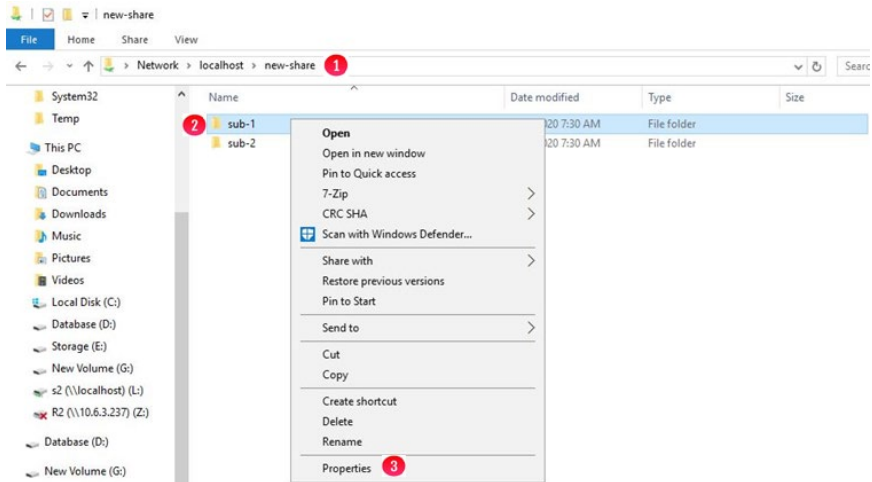 new-share
File Home Share View
Network > localhost > new-share 1
System32
Temp
This PC
Desktop
Documents
Downloads
Music
Pictures
Videos
Local Disk (C:)
Database (D:)
Storage (E:)
New Volume (G:)
s2 (\\localhost) (L:)
R2 (\\10.6.3.237) (Z:)
Database (D:)
New Volume (G:)
Name Date modified Type Size
2 sub-1 020 7:30 AM File folder
sub-2 020 7:30 AM File folder
Open
Open in new window
Pin to Quick access
7-Zip
CRC SHA
Scan with Windows Defender...
Share with
Restore previous versions
Pin to Start
Send to
Cut
Copy
Create shortcut
Delete
Rename
Properties 3